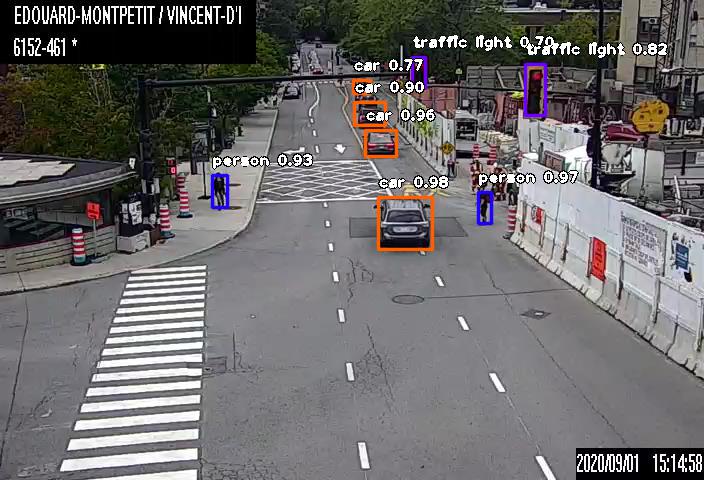 EDOUARD-MONTPETIT / VINCENT-D'I
6152-461 *
traffic light 0.70
traffic light 0.82
car 0.77
car 0.90
car 0.96
person 0.93
car 0.98
person 0.97
2020/09/01 15:14:58